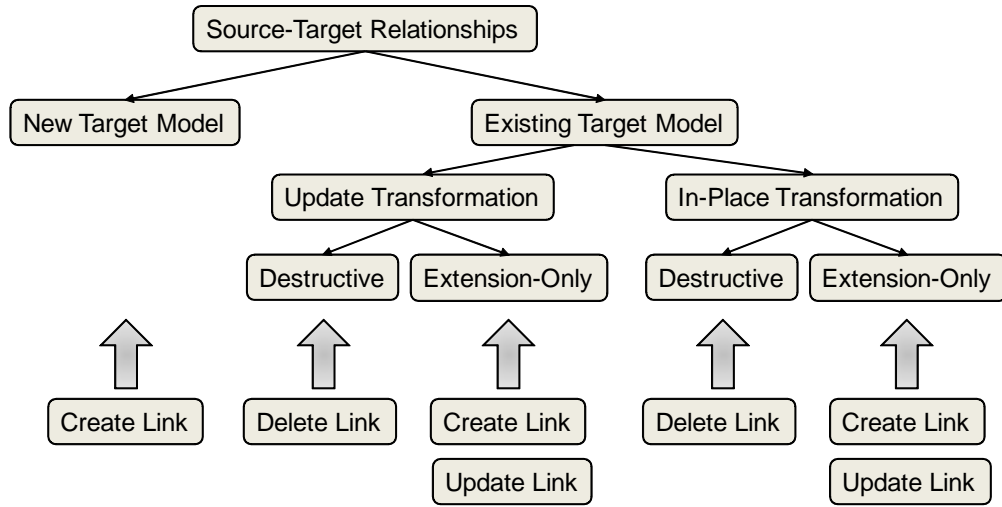 Source-Target Relationships
New Target Model
Existing Target Model
Update Transformation
In-Place Transformation
Destructive
Extension-Only
Destructive
Extension-Only
Create Link
Delete Link
Create Link
Delete Link
Create Link
Update Link
Update Link